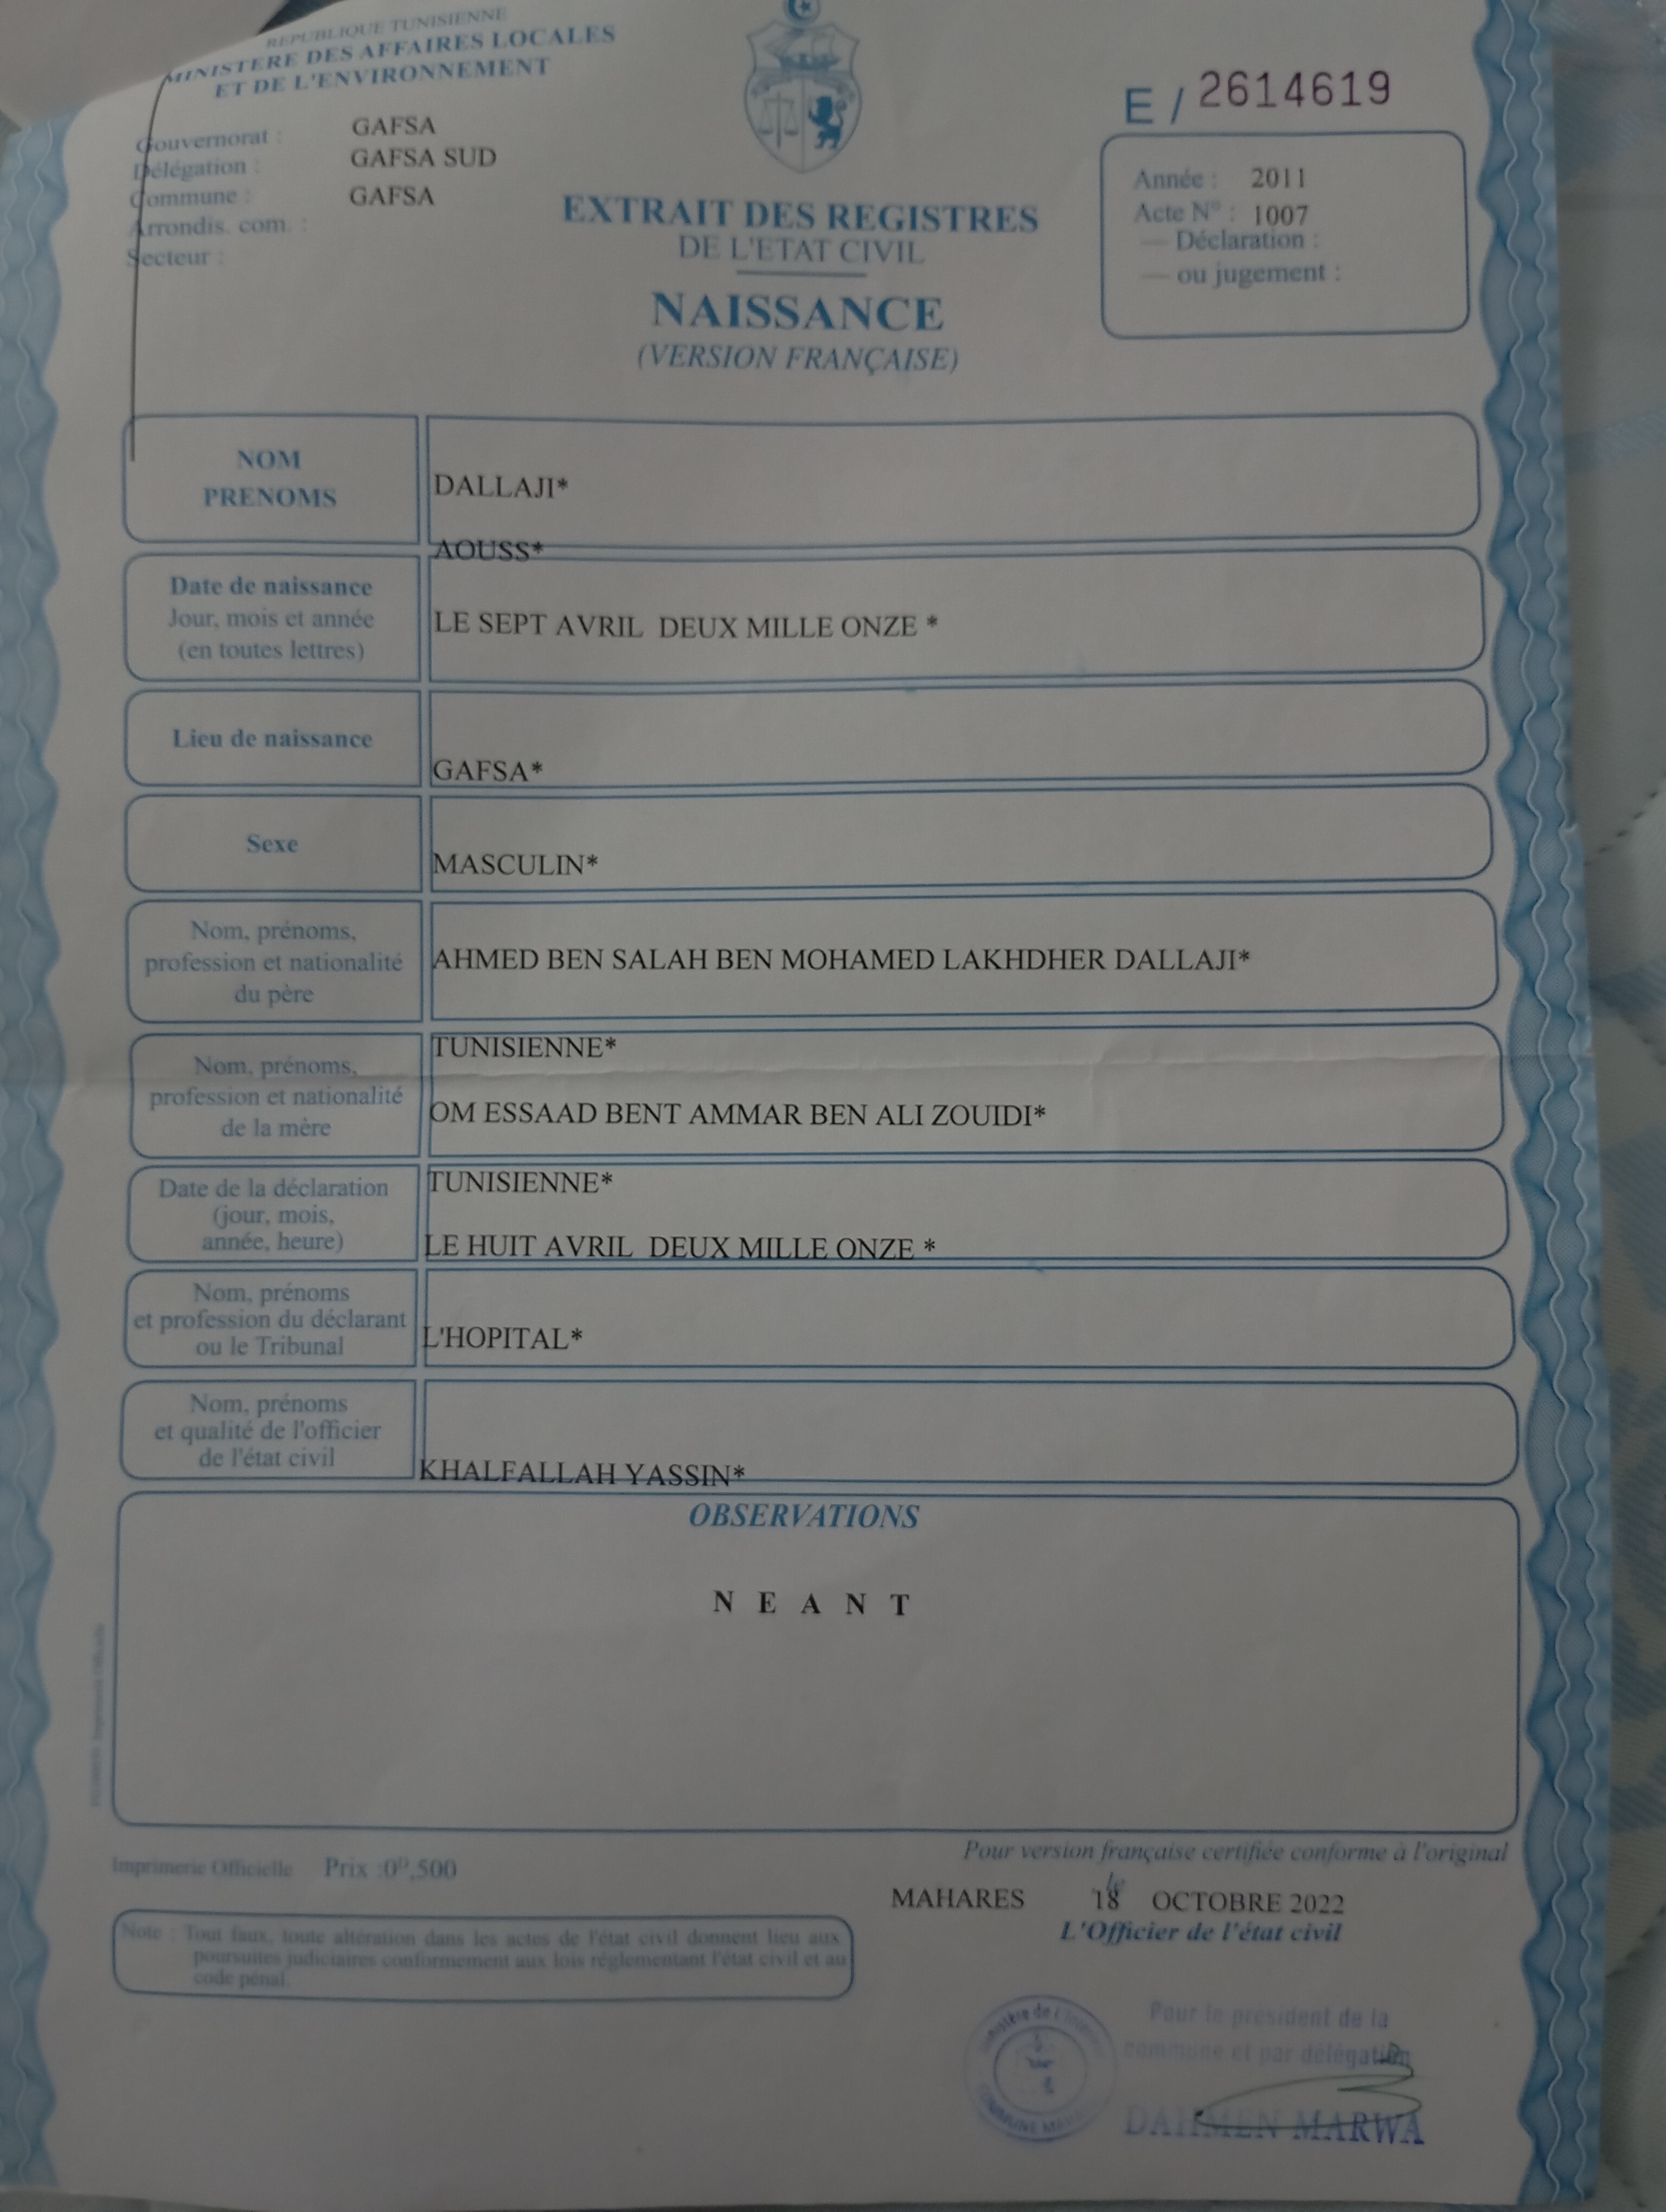 REPUBLIQUE TUNISIENNE
MINISTERE DES AFFAIRES LOCALES
ET DE L'ENVIRONNEMENT
Gouvernorat : GAFSA
Délégation : GAFSA SUD
Commune : GAFSA
Arrondis. com. :
Secteur :
E / 2614619
Année : 2011
Acte N° : 1007
— Déclaration :
— ou jugement :
EXTRAIT DES REGISTRES
DE L'ETAT CIVIL
NAISSANCE
(VERSION FRANÇAISE)
NOM
PRENOMS
DALLAJI*
AOUSS*
Date de naissance
Jour, mois et année
(en toutes lettres)
LE SEPT AVRIL DEUX MILLE ONZE *
Lieu de naissance
GAFSA*
Sexe
MASCULIN*
Nom, prénoms,
profession et nationalité
du père
AHMED BEN SALAH BEN MOHAMED LAKHDHER DALLAJI*
TUNISIENNE*
Nom, prénoms,
profession et nationalité
de la mère
OM ESSAAD BENT AMMAR BEN ALI ZOUIDI*
TUNISIENNE*
Date de la déclaration
(jour, mois,
année, heure)
LE HUIT AVRIL DEUX MILLE ONZE *
Nom, prénoms
et profession du déclarant
ou le Tribunal
L'HOPITAL*
Nom, prénoms
et qualité de l'officier
de l'état civil
KHALFALLAH YASSIN*
OBSERVATIONS
N E A N T
Imprimerie Officielle Prix :0ᴰ,500
Pour version française certifiée conforme à l'original
MAHARES le 18 OCTOBRE 2022
L'Officier de l'état civil
Note : Tout faux, toute altération dans les actes de l'état civil donnent lieu aux
poursuites judiciaires conformement aux lois réglementant l'état civil et au
code pénal.
Pour le président de la
commune et par délégation
DAHMEN MARWA